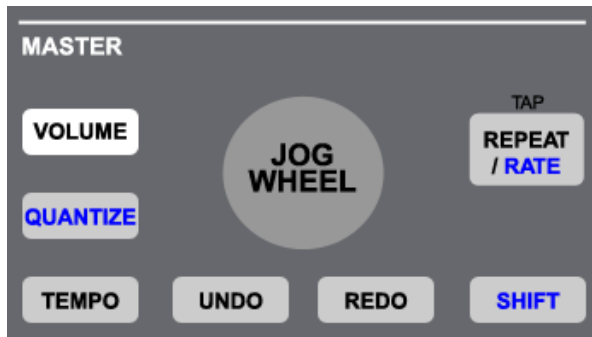 MASTER
TAP
VOLUME
REPEAT
/ RATE
JOG
WHEEL
QUANTIZE
TEMPO
UNDO
REDO
SHIFT